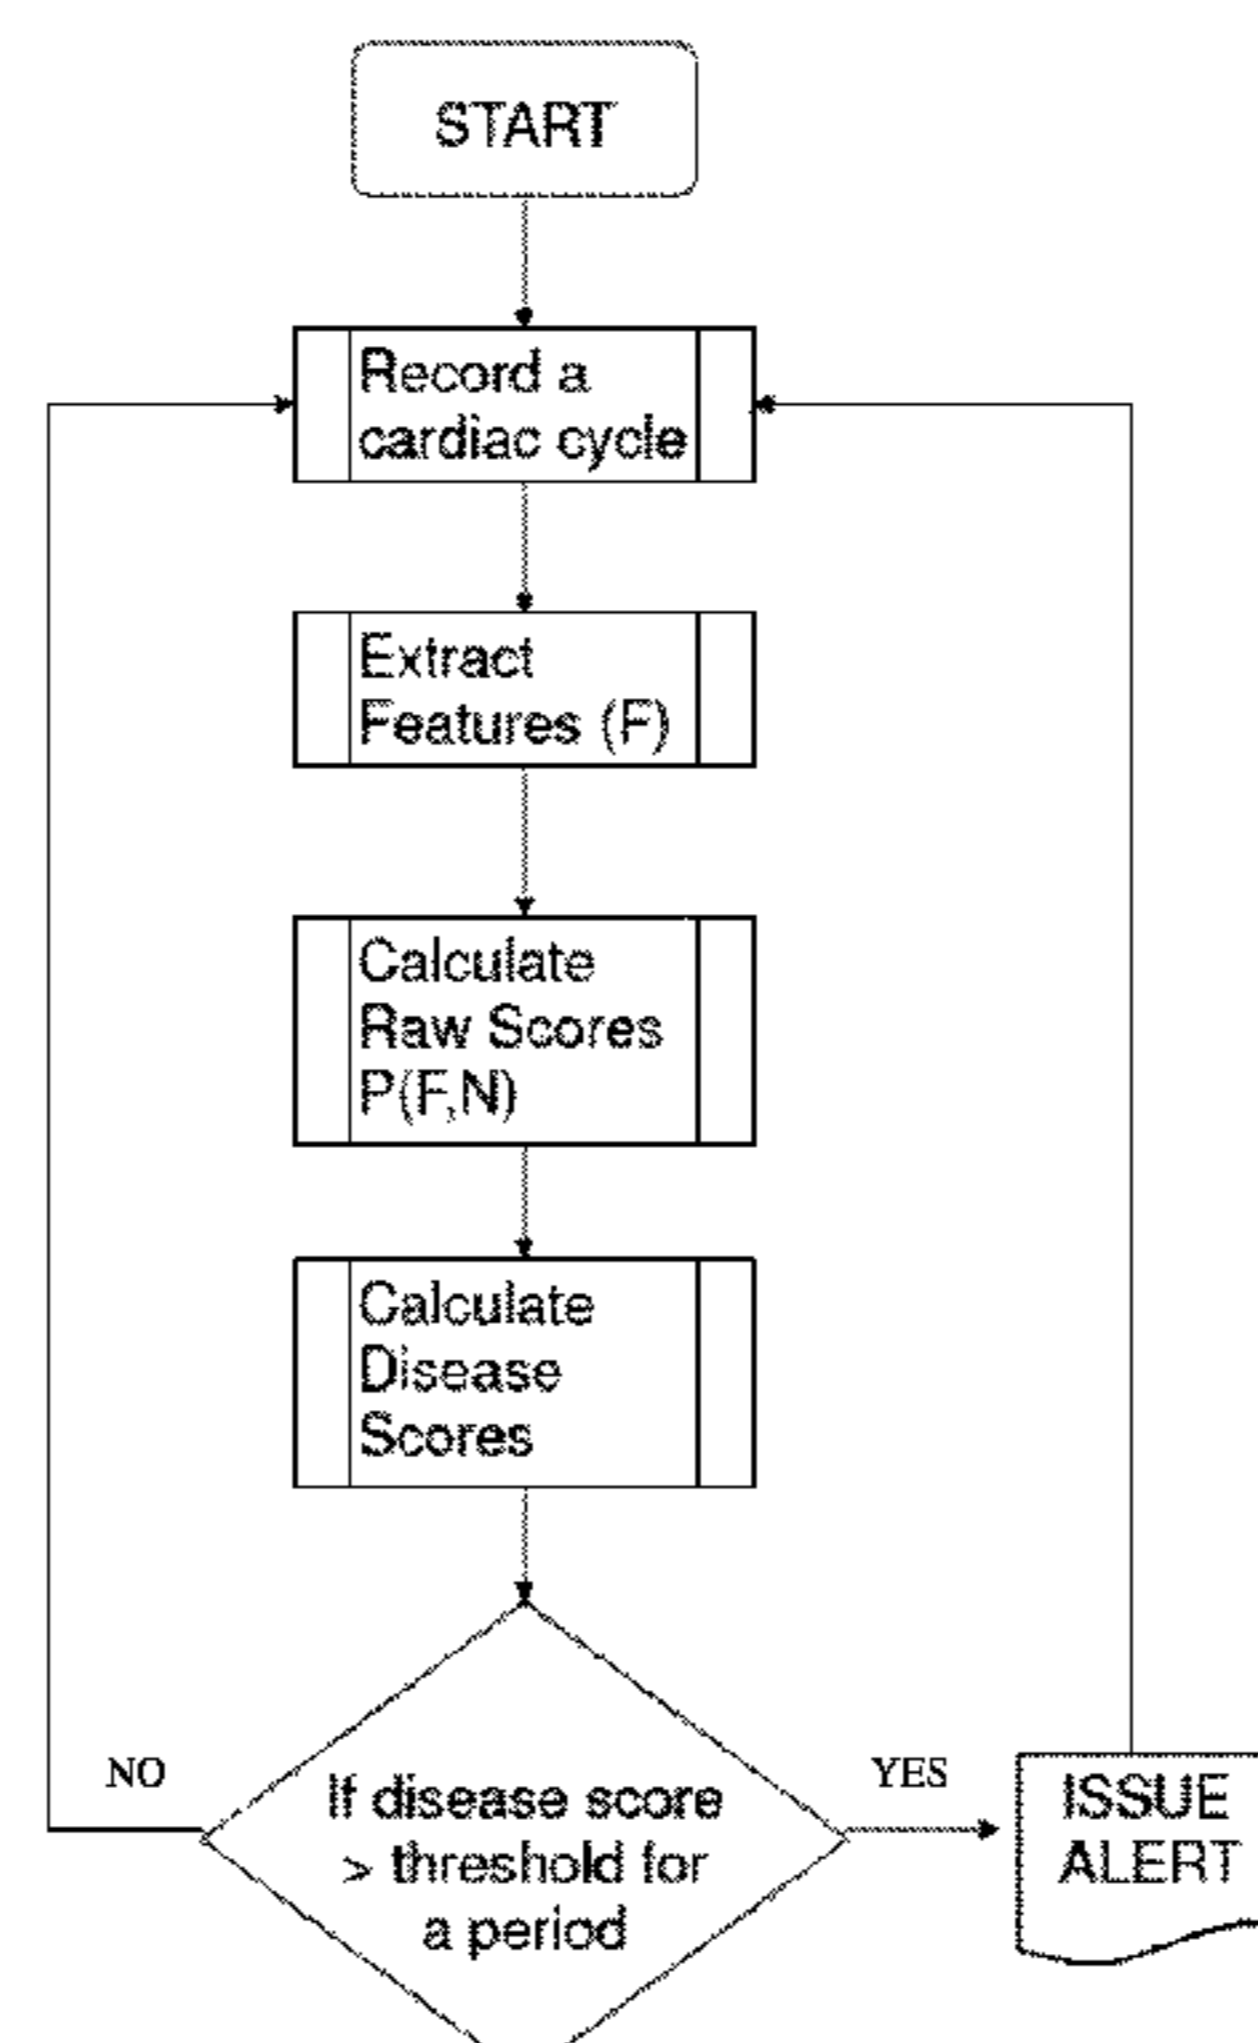 START
Record a
cardiac cycle
Extract
Features (F)
Calculate
Raw Scores
P(F,N)
Calculate
Disease
Scores
NO
If disease score
> threshold for
a period
YES
ISSUE
ALERT